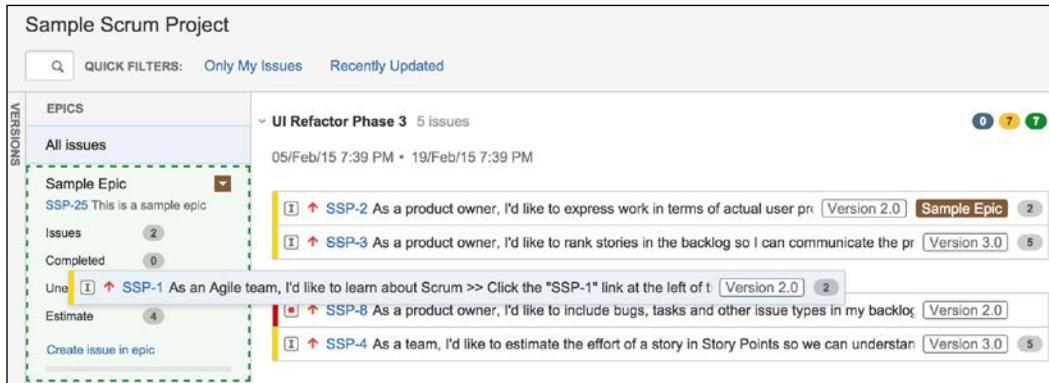 Sample Scrum Project
QUICK FILTERS: Only My Issues Recently Updated
VERSIONS
EPICS
All issues
Sample Epic
SSP-25 This is a sample epic
Issues 2
Completed 0
Une
Estimate 4
Create issue in epic
UI Refactor Phase 3 5 issues 0 7 7
05/Feb/15 7:39 PM • 19/Feb/15 7:39 PM
SSP-2 As a product owner, I'd like to express work in terms of actual user Version 2.0 Sample Epic 2
SSP-3 As a product owner, I'd like to rank stories in the backlog so I can communicate the pr Version 3.0 5
SSP-1 As an Agile team, I'd like to learn about Scrum >> Click the "SSP-1" link at the left of Version 2.0 2
SSP-8 As a product owner, I'd like to include bugs, tasks and other issue types in my Version 2.0
SSP-4 As a team, I'd like to estimate the effort of a story in Story Points so we can understan Version 3.0 5